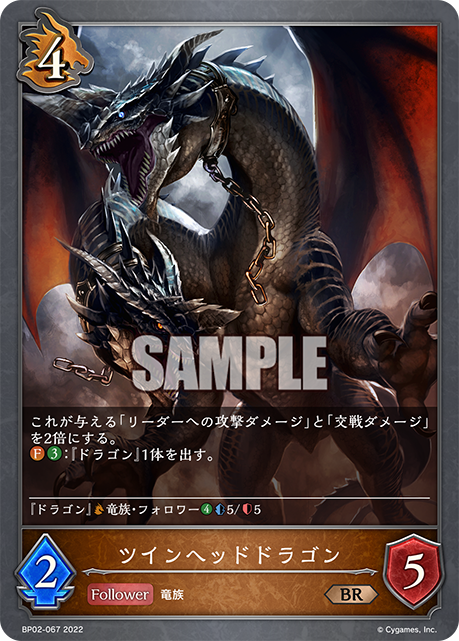 4
SAMPLE
これが与える「リーダーへの攻撃ダメージ」と「交戦ダメージ」
を2倍にする。
F 3:『ドラゴン』1体を出す。
『ドラゴン』竜族・フォロワー 4 5/5
ツインヘッドドラゴン
2
Follower 竜族
BR
5
BP02-067 2022
© Cygames, Inc.